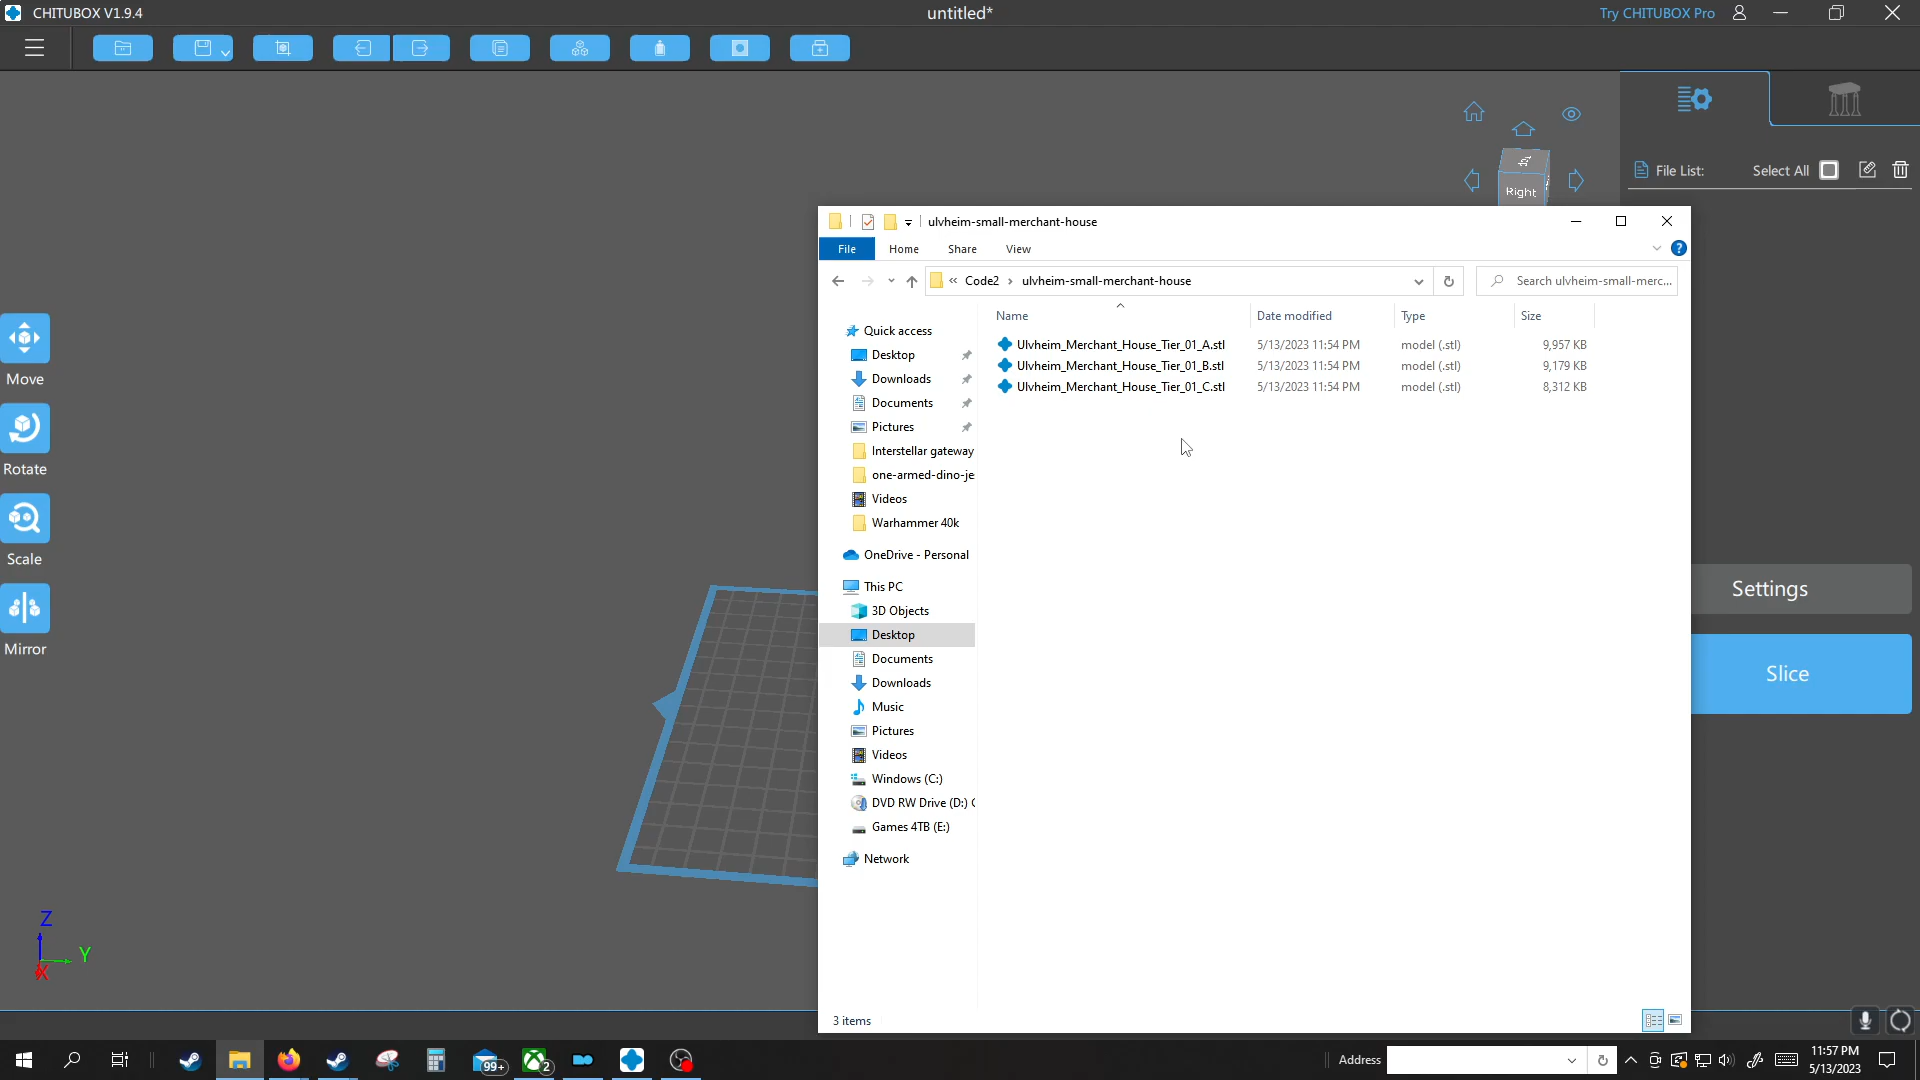 CHITUBOX V1.9.4
untitled*
Try CHITUBOX Pro
File List:
Select All
Right
Move
Rotate
Scale
Mirror
Settings
Slice
Z
Y
X
ulvheim-small-merchant-house
File
Home
Share
View
« Code2 › ulvheim-small-merchant-house
Search ulvheim-small-merc...
Name
Date modified
Type
Size
Ulvheim_Merchant_House_Tier_01_A.stl 5/13/2023 11:54 PM model (.stl) 9,957 KB
Ulvheim_Merchant_House_Tier_01_B.stl 5/13/2023 11:54 PM model (.stl) 9,179 KB
Ulvheim_Merchant_House_Tier_01_C.stl 5/13/2023 11:54 PM model (.stl) 8,312 KB
Quick access
Desktop
Downloads
Documents
Pictures
Interstellar gateway
one-armed-dino-je
Videos
Warhammer 40k
OneDrive - Personal
This PC
3D Objects
Desktop
Documents
Downloads
Music
Pictures
Videos
Windows (C:)
DVD RW Drive (D:)
Games 4TB (E:)
Network
3 items
99+
2
Address
11:57 PM
5/13/2023